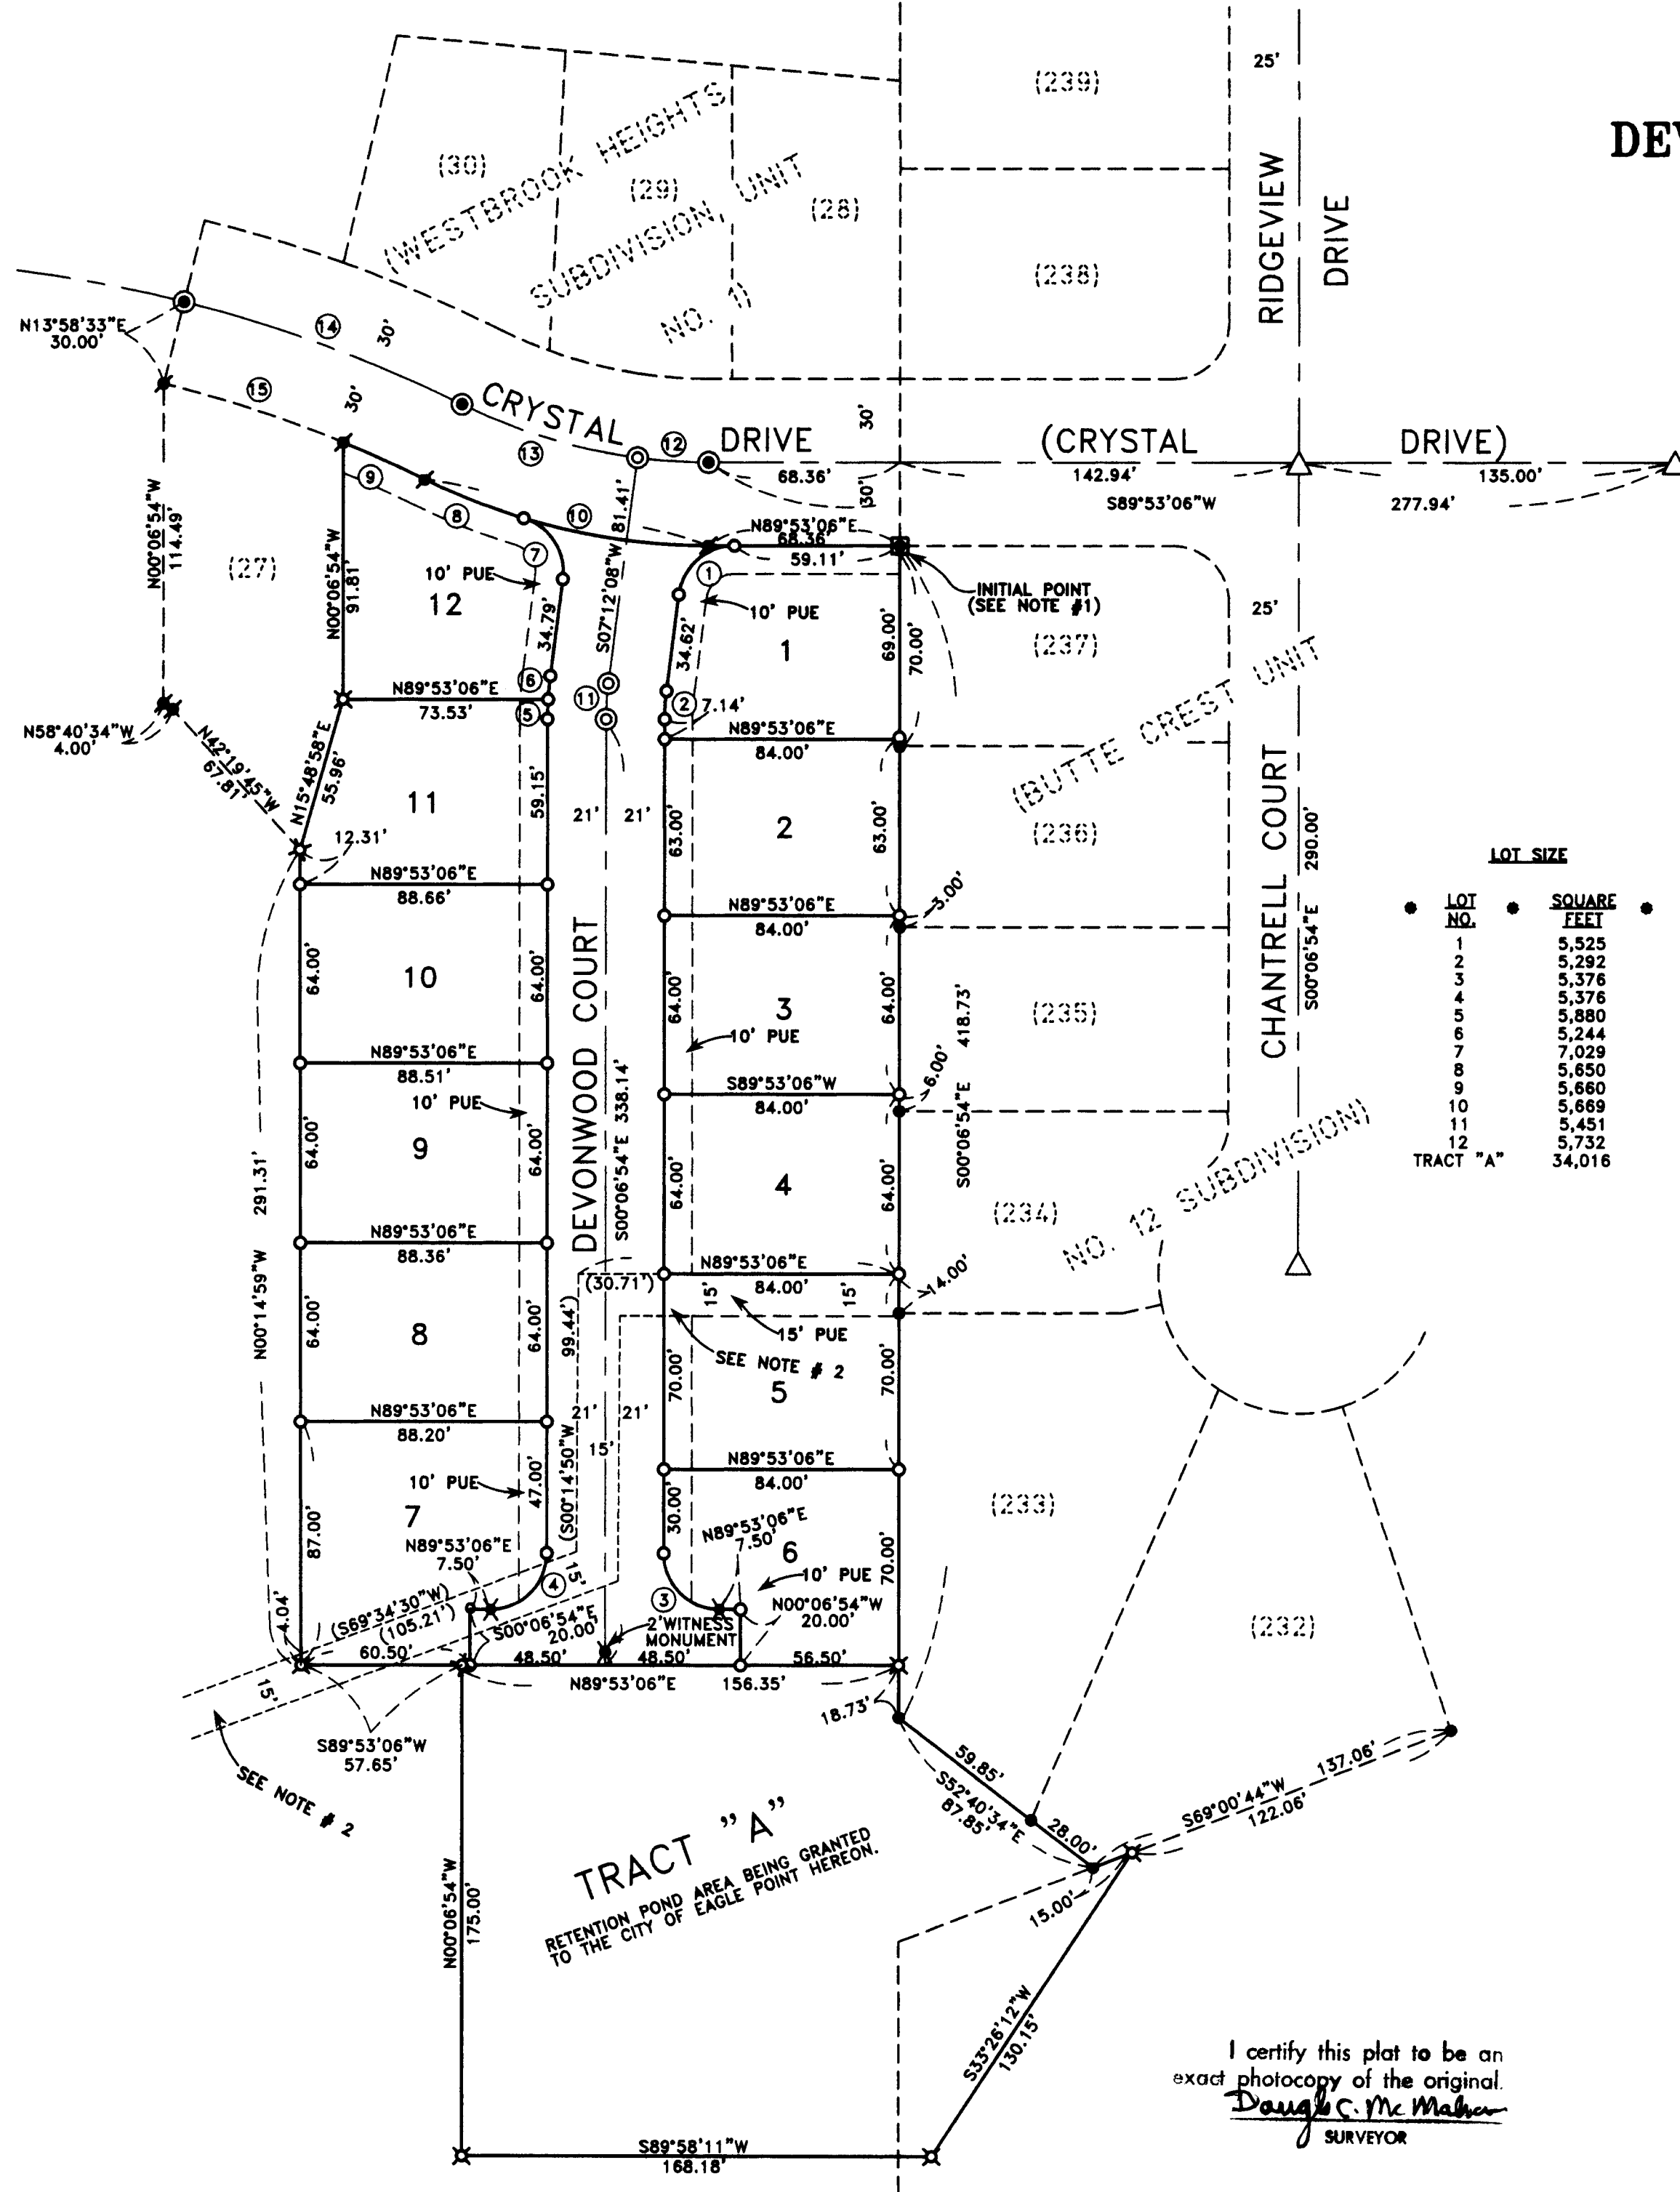 DEV
(239)
25'
(WESTBROOK HEIGHTS
SUBDIVISION, UNIT
NO. 1)
(30)
(29)
(28)
(238)
RIDGEVIEW
DRIVE
N13°58'33"E
30.00'
14
30'
15
30'
CRYSTAL
DRIVE
12
13
30'
30'
68.36'
(CRYSTAL
DRIVE)
142.94'
135.00'
S89°53'06"W
277.94'
N00°06'54"W
114.49'
(27)
9
8
10
7
N00°06'54"W
91.81'
10' PUE
12
34.79'
S07°12'08"W 81.41'
N89°53'06"E
68.36'
59.11'
1
10' PUE
34.62'
1
69.00'
70.00'
INITIAL POINT
(SEE NOTE #1)
25'
(237)
6
11
2
7.14'
5
N89°53'06"E
73.53'
N89°53'06"E
84.00'
N58°40'34"W
4.00'
N42°19'45"W
67.81'
N15°48'58"E
55.96'
12.31'
11
59.15'
21'
21'
63.00'
2
63.00'
(BUTTE CREST UNIT
NO. 12 SUBDIVISION)
(236)
CHANTRELL COURT
S00°06'54"E 290.00'
N89°53'06"E
88.66'
N89°53'06"E
84.00'
3.00'
LOT SIZE
LOT NO. SQUARE FEET
1 5,525
2 5,292
3 5,376
4 5,376
5 5,880
6 5,244
7 7,029
8 5,650
9 5,660
10 5,669
11 5,451
12 5,732
TRACT "A" 34,016
64.00'
10
64.00'
DEVONWOOD COURT
S00°06'54"E 338.14'
64.00'
3
64.00'
10' PUE
S00°06'54"E 418.73'
(235)
N89°53'06"E
88.51'
10' PUE
S89°53'06"W
84.00'
6.00'
64.00'
9
64.00'
64.00'
4
64.00'
(234)
N00°14'59"W 291.31'
N89°53'06"E
88.36'
N89°53'06"E
84.00'
(30.71')
14.00'
15'
15'
15' PUE
SEE NOTE # 2
64.00'
8
64.00'
(S00°14'50"W 99.44')
70.00'
5
70.00'
N89°53'06"E
88.20'
21'
21'
15'
N89°53'06"E
84.00'
87.00'
7
10' PUE
47.00'
N89°53'06"E
7.50'
4
15'
30.00'
N89°53'06"E
7.50'
6
70.00'
10' PUE
3
N00°06'54"W
20.00'
(233)
(232)
4.04'
(S69°34'30"W)
(105.21')
S00°06'54"E
20.00'
2'WITNESS
MONUMENT
60.50'
48.50'
48.50'
56.50'
N89°53'06"E 156.35'
15'
S89°53'06"W
57.65'
SEE NOTE # 2
18.73'
59.85'
S52°40'34"E
87.85'
28.00'
137.06'
S69°00'44"W
122.06'
15.00'
N00°06'54"W
175.00'
TRACT "A"
RETENTION POND AREA BEING GRANTED
TO THE CITY OF EAGLE POINT HEREON.
S33°26'12"W
130.15'
S89°58'11"W
168.18'
I certify this plat to be an
exact photocopy of the original.
Douglas C. McMahan
SURVEYOR